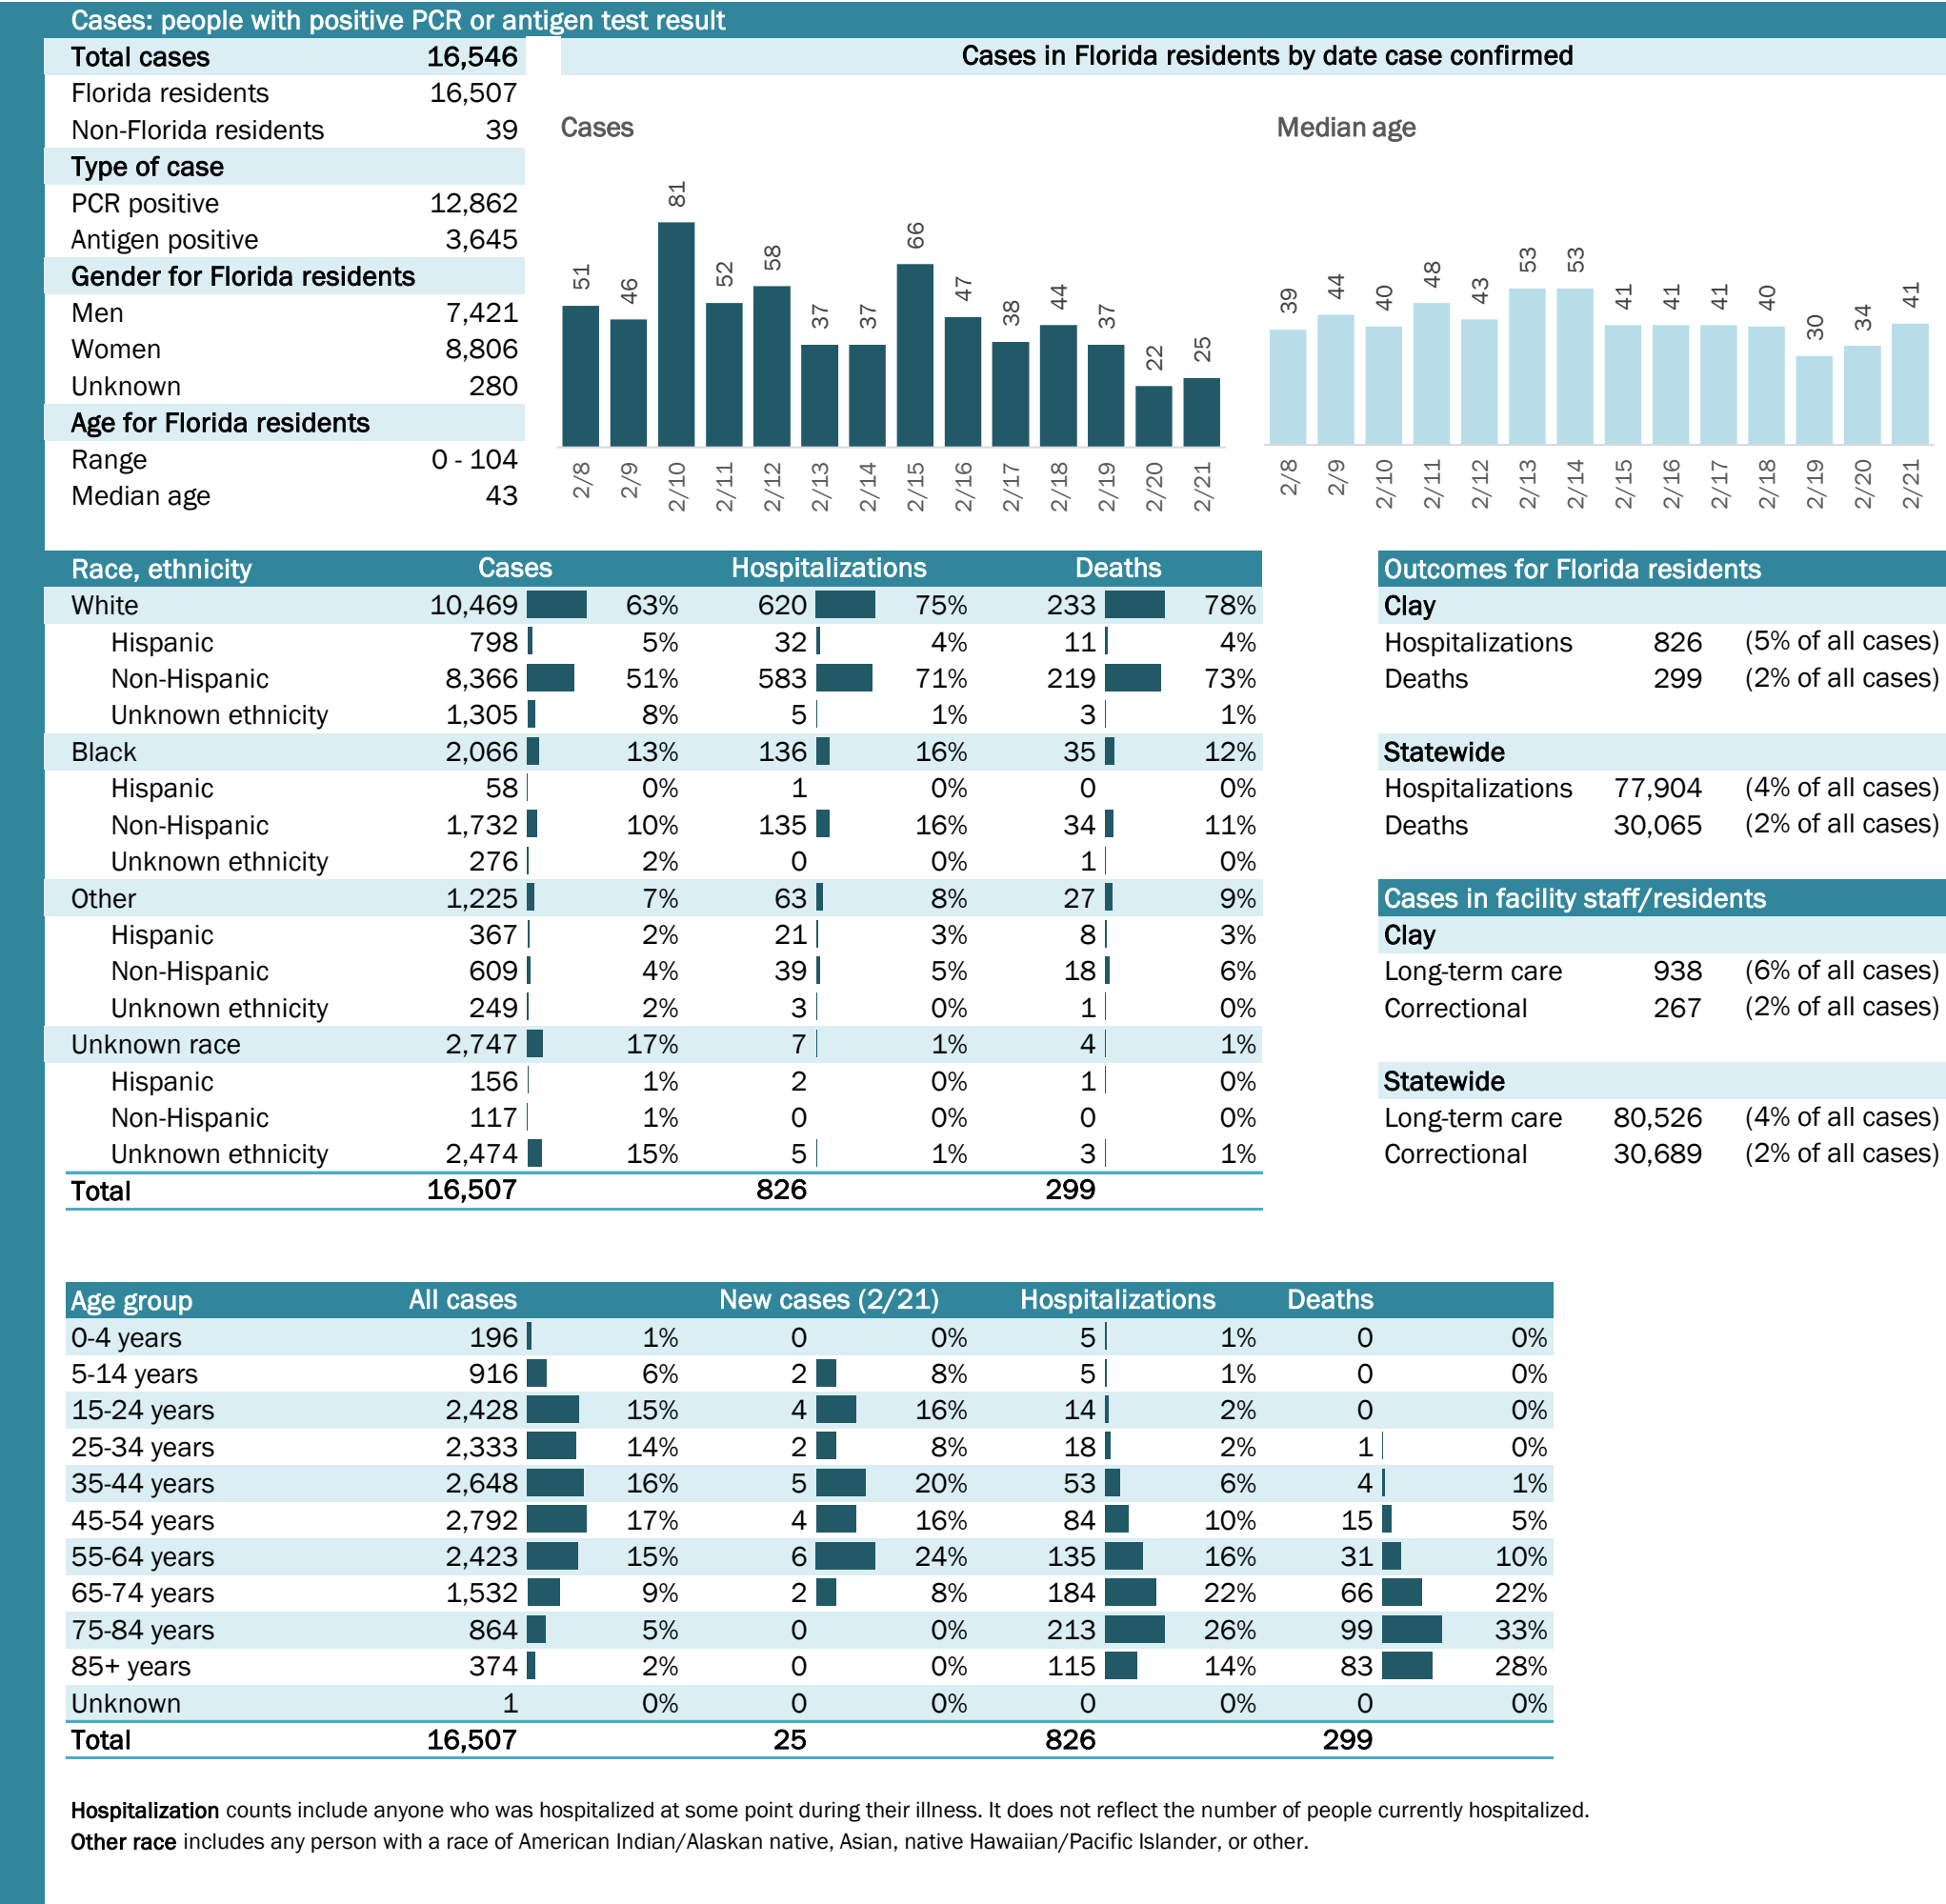 Cases: people with positive PCR or antigen test result
Total cases 16,546
Florida residents 16,507
Non-Florida residents 39
Type of case
PCR positive 12,862
Antigen positive 3,645
Gender for Florida residents
Men 7,421
Women 8,806
Unknown 280
Age for Florida residents
Range 0 - 104
Median age 43
Cases in Florida residents by date case confirmed
Cases
51 46 81 52 58 37 37 66 47 38 44 37 22 25
2/8 2/9 2/10 2/11 2/12 2/13 2/14 2/15 2/16 2/17 2/18 2/19 2/20 2/21
Median age
39 44 40 48 43 53 53 41 41 41 40 30 34 41
2/8 2/9 2/10 2/11 2/12 2/13 2/14 2/15 2/16 2/17 2/18 2/19 2/20 2/21
Race, ethnicity Cases Hospitalizations Deaths
White 10,469 63% 620 75% 233 78%
Hispanic 798 5% 32 4% 11 4%
Non-Hispanic 8,366 51% 583 71% 219 73%
Unknown ethnicity 1,305 8% 5 1% 3 1%
Black 2,066 13% 136 16% 35 12%
Hispanic 58 0% 1 0% 0 0%
Non-Hispanic 1,732 10% 135 16% 34 11%
Unknown ethnicity 276 2% 0 0% 1 0%
Other 1,225 7% 63 8% 27 9%
Hispanic 367 2% 21 3% 8 3%
Non-Hispanic 609 4% 39 5% 18 6%
Unknown ethnicity 249 2% 3 0% 1 0%
Unknown race 2,747 17% 7 1% 4 1%
Hispanic 156 1% 2 0% 1 0%
Non-Hispanic 117 1% 0 0% 0 0%
Unknown ethnicity 2,474 15% 5 1% 3 1%
Total 16,507 826 299
Outcomes for Florida residents
Clay
Hospitalizations 826 (5% of all cases)
Deaths 299 (2% of all cases)
Statewide
Hospitalizations 77,904 (4% of all cases)
Deaths 30,065 (2% of all cases)
Cases in facility staff/residents
Clay
Long-term care 938 (6% of all cases)
Correctional 267 (2% of all cases)
Statewide
Long-term care 80,526 (4% of all cases)
Correctional 30,689 (2% of all cases)
Age group All cases New cases (2/21) Hospitalizations Deaths
0-4 years 196 1% 0 0% 5 1% 0 0%
5-14 years 916 6% 2 8% 5 1% 0 0%
15-24 years 2,428 15% 4 16% 14 2% 0 0%
25-34 years 2,333 14% 2 8% 18 2% 1 0%
35-44 years 2,648 16% 5 20% 53 6% 4 1%
45-54 years 2,792 17% 4 16% 84 10% 15 5%
55-64 years 2,423 15% 6 24% 135 16% 31 10%
65-74 years 1,532 9% 2 8% 184 22% 66 22%
75-84 years 864 5% 0 0% 213 26% 99 33%
85+ years 374 2% 0 0% 115 14% 83 28%
Unknown 1 0% 0 0% 0 0% 0 0%
Total 16,507 25 826 299
Hospitalization counts include anyone who was hospitalized at some point during their illness. It does not reflect the number of people currently hospitalized.
Other race includes any person with a race of American Indian/Alaskan native, Asian, native Hawaiian/Pacific Islander, or other.